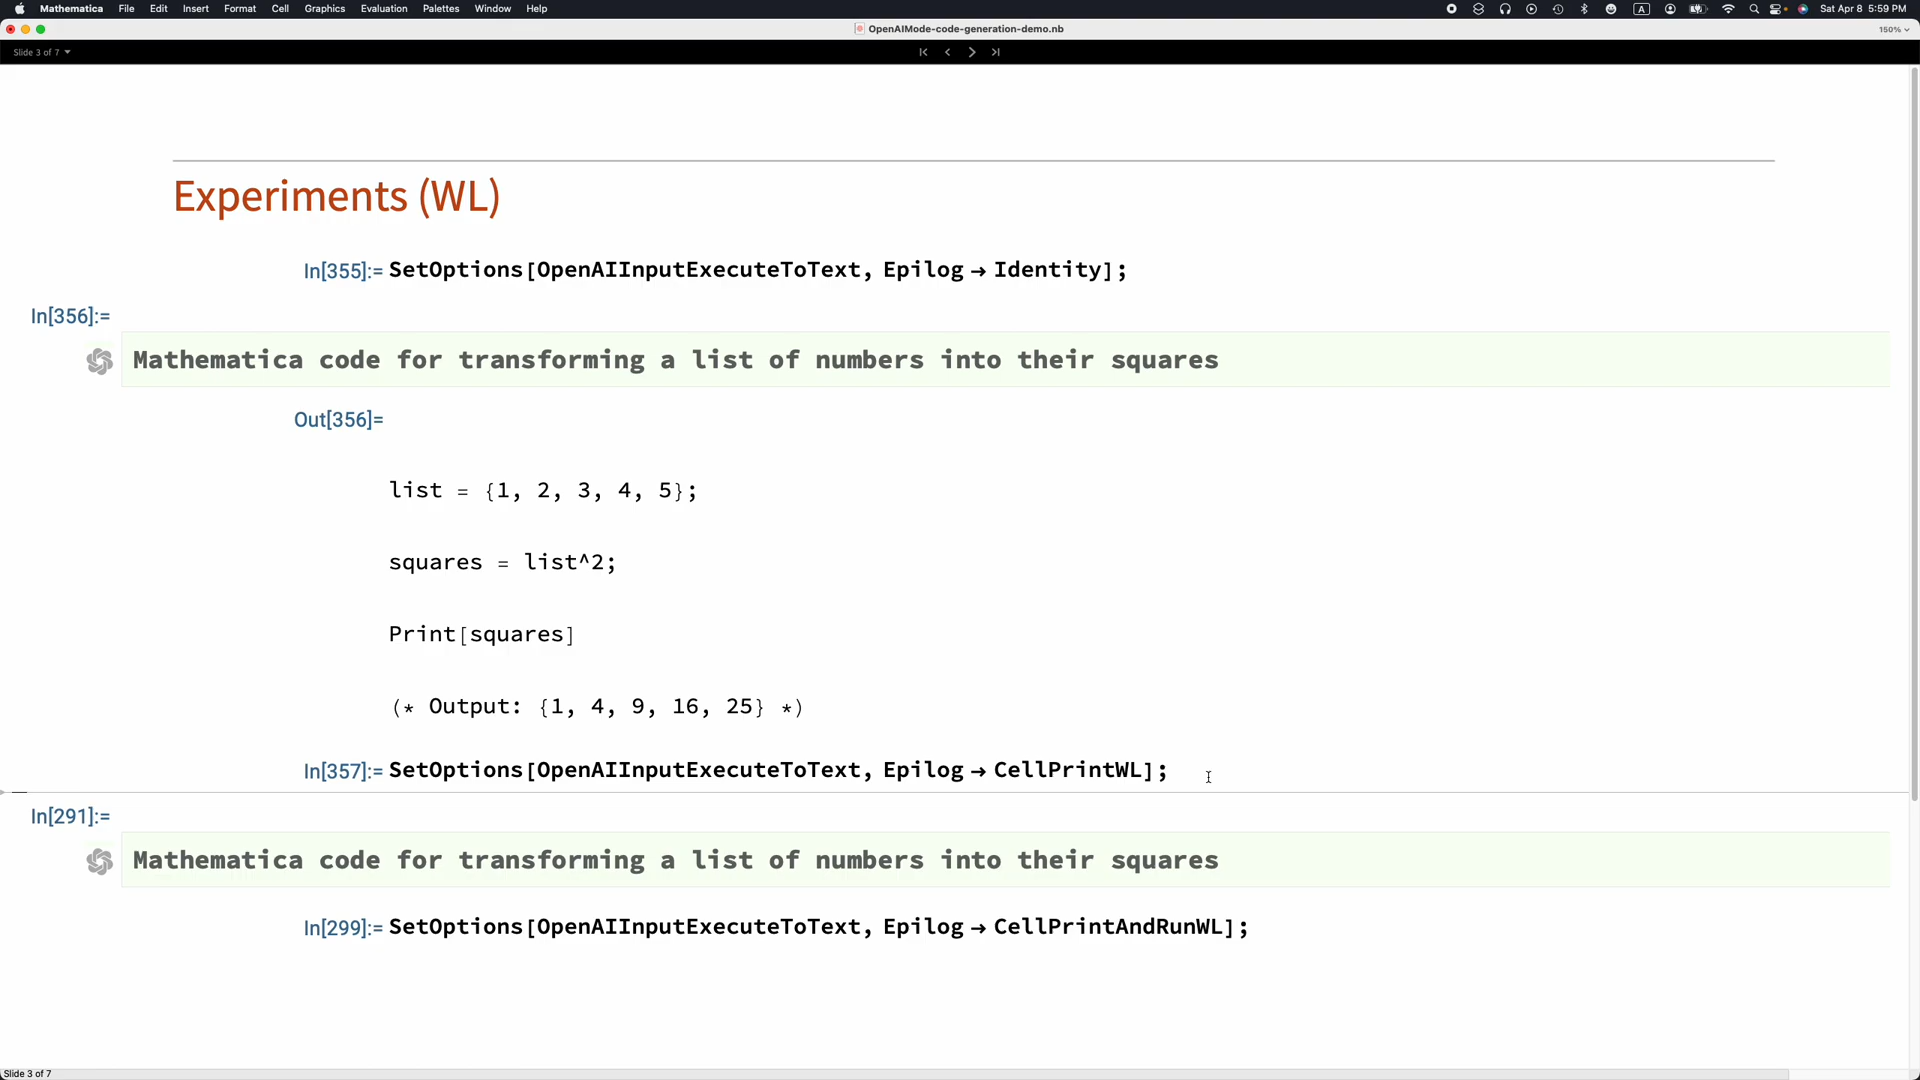 Mathematica File Edit Insert Format Cell Graphics Evaluation Palettes Window Help A Sat Apr 8 5:59 PM
OpenAIMode-code-generation-demo.nb 150%
Slide 3 of 7
Experiments (WL)
In[355]:= SetOptions[OpenAIInputExecuteToText, Epilog → Identity];
In[356]:=
Mathematica code for transforming a list of numbers into their squares
Out[356]=
list = {1, 2, 3, 4, 5};
squares = list^2;
Print[squares]
(* Output: {1, 4, 9, 16, 25} *)
In[357]:= SetOptions[OpenAIInputExecuteToText, Epilog → CellPrintWL];
In[291]:=
Mathematica code for transforming a list of numbers into their squares
In[299]:= SetOptions[OpenAIInputExecuteToText, Epilog → CellPrintAndRunWL];
Slide 3 of 7